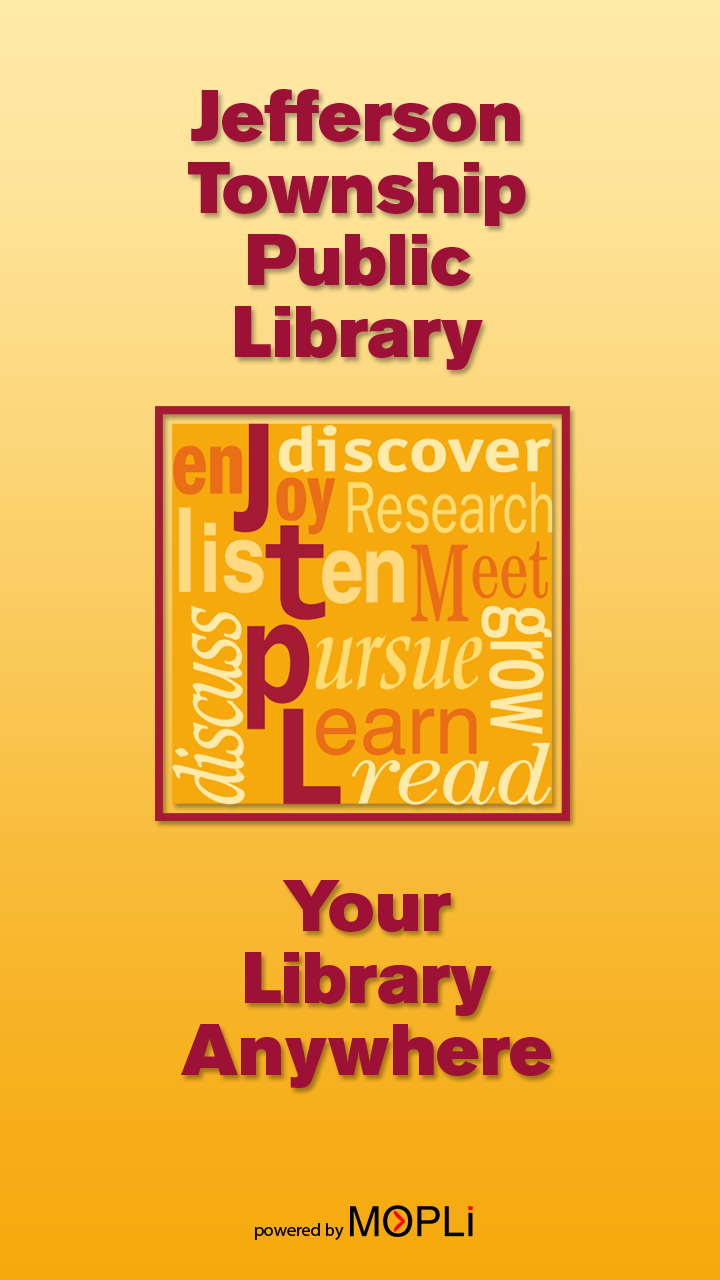 Jefferson
Township
Public
Library
enJoy discover
Research
listen Meet
discuss pursue grow
Learn
read
Your
Library
Anywhere
powered by MOPLi